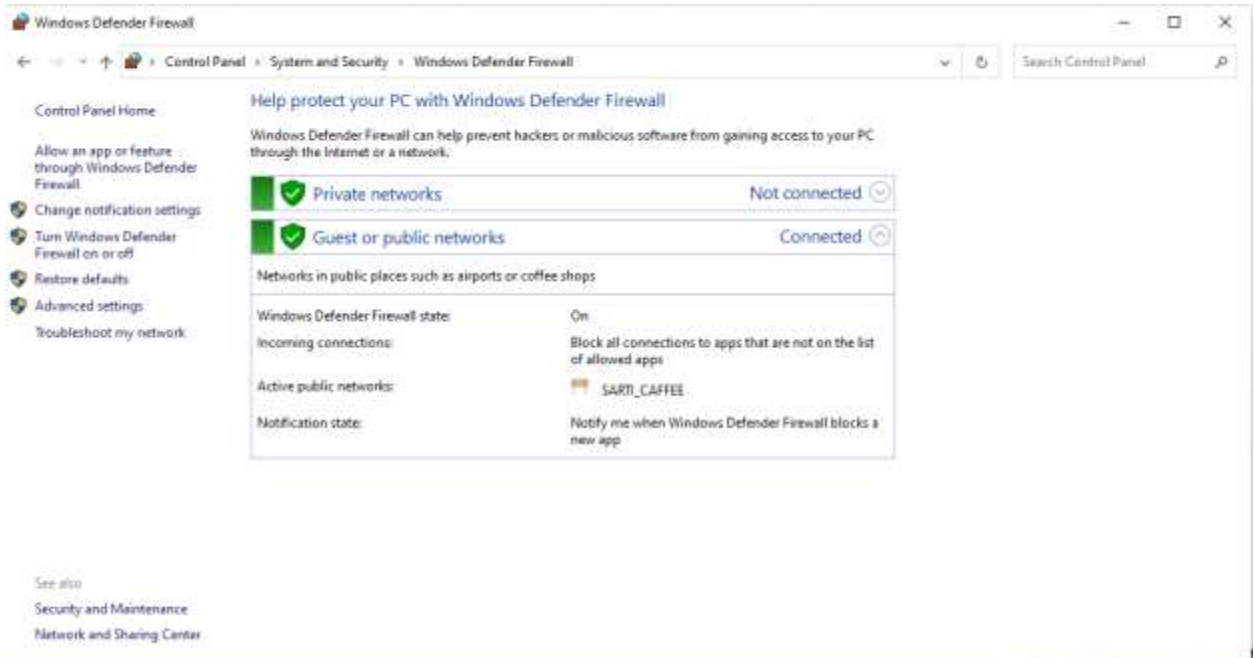 Windows Defender Firewall
Control Panel › System and Security › Windows Defender Firewall
Search Control Panel
Control Panel Home
Allow an app or feature
through Windows Defender
Firewall
Change notification settings
Turn Windows Defender
Firewall on or off
Restore defaults
Advanced settings
Troubleshoot my network
Help protect your PC with Windows Defender Firewall
Windows Defender Firewall can help prevent hackers or malicious software from gaining access to your PC
through the Internet or a network.
Private networks Not connected
Guest or public networks Connected
Networks in public places such as airports or coffee shops
Windows Defender Firewall state: On
Incoming connections: Block all connections to apps that are not on the list
of allowed apps
Active public networks: SARTI_CAFFEE
Notification state: Notify me when Windows Defender Firewall blocks a
new app
See also
Security and Maintenance
Network and Sharing Center